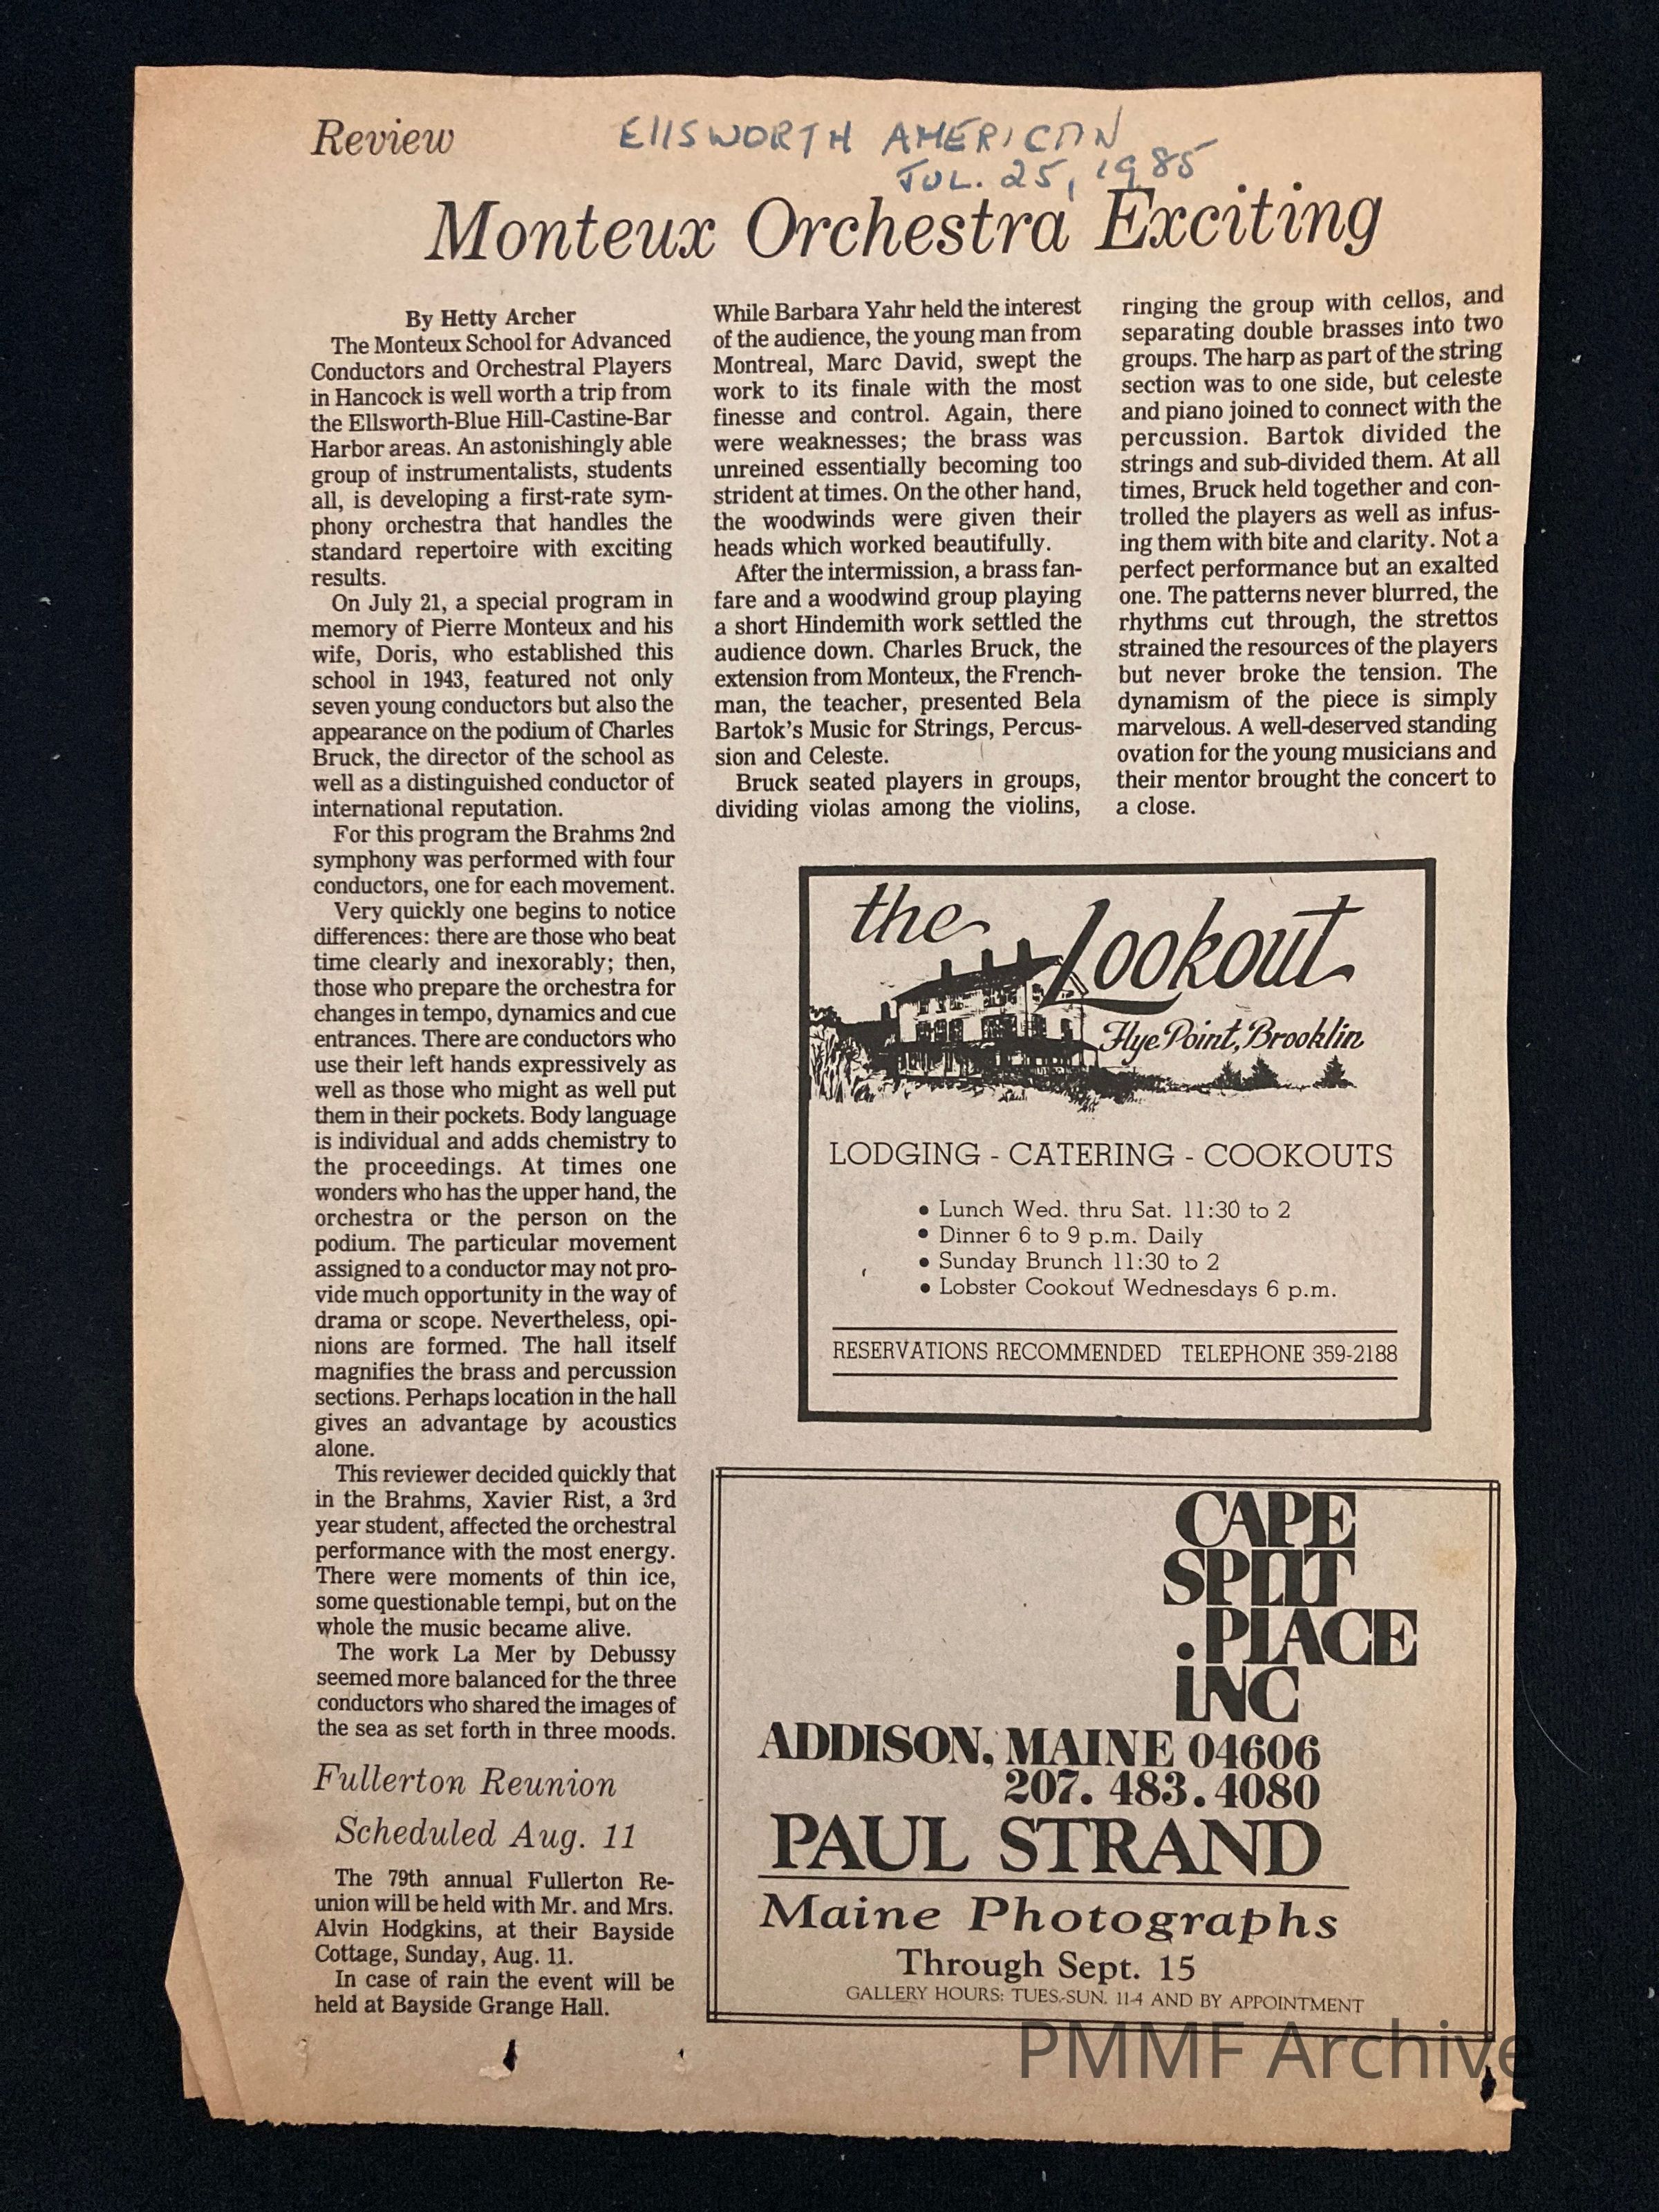 Review
EllSWORTH AMERICAN
JUL. 25, 1985
Monteux Orchestra Exciting
By Hetty Archer
The Monteux School for Advanced
Conductors and Orchestral Players
in Hancock is well worth a trip from
the Ellsworth-Blue Hill-Castine-Bar
Harbor areas. An astonishingly able
group of instrumentalists, students
all, is developing a first-rate sym-
phony orchestra that handles the
standard repertoire with exciting
results.
On July 21, a special program in
memory of Pierre Monteux and his
wife, Doris, who established this
school in 1943, featured not only
seven young conductors but also the
appearance on the podium of Charles
Bruck, the director of the school as
well as a distinguished conductor of
international reputation.
For this program the Brahms 2nd
symphony was performed with four
conductors, one for each movement.
Very quickly one begins to notice
differences: there are those who beat
time clearly and inexorably; then,
those who prepare the orchestra for
changes in tempo, dynamics and cue
entrances. There are conductors who
use their left hands expressively as
well as those who might as well put
them in their pockets. Body language
is individual and adds chemistry to
the proceedings. At times one
wonders who has the upper hand, the
orchestra or the person on the
podium. The particular movement
assigned to a conductor may not pro-
vide much opportunity in the way of
drama or scope. Nevertheless, opi-
nions are formed. The hall itself
magnifies the brass and percussion
sections. Perhaps location in the hall
gives an advantage by acoustics
alone.
This reviewer decided quickly that
in the Brahms, Xavier Rist, a 3rd
year student, affected the orchestral
performance with the most energy.
There were moments of thin ice,
some questionable tempi, but on the
whole the music became alive.
The work La Mer by Debussy
seemed more balanced for the three
conductors who shared the images of
the sea as set forth in three moods.
While Barbara Yahr held the interest
of the audience, the young man from
Montreal, Marc David, swept the
work to its finale with the most
finesse and control. Again, there
were weaknesses; the brass was
unreined essentially becoming too
strident at times. On the other hand,
the woodwinds were given their
heads which worked beautifully.
After the intermission, a brass fan-
fare and a woodwind group playing
a short Hindemith work settled the
audience down. Charles Bruck, the
extension from Monteux, the French-
man, the teacher, presented Bela
Bartok's Music for Strings, Percus-
sion and Celeste.
Bruck seated players in groups,
dividing violas among the violins,
ringing the group with cellos, and
separating double brasses into two
groups. The harp as part of the string
section was to one side, but celeste
and piano joined to connect with the
percussion. Bartok divided the
strings and sub-divided them. At all
times, Bruck held together and con-
trolled the players as well as infus-
ing them with bite and clarity. Not a
perfect performance but an exalted
one. The patterns never blurred, the
rhythms cut through, the strettos
strained the resources of the players
but never broke the tension. The
dynamism of the piece is simply
marvelous. A well-deserved standing
ovation for the young musicians and
their mentor brought the concert to
a close.
Fullerton Reunion
Scheduled Aug. 11
The 79th annual Fullerton Re-
union will be held with Mr. and Mrs.
Alvin Hodgkins, at their Bayside
Cottage, Sunday, Aug. 11.
In case of rain the event will be
held at Bayside Grange Hall.
the Lookout
Flye Point, Brooklin
LODGING - CATERING - COOKOUTS
• Lunch Wed. thru Sat. 11:30 to 2
• Dinner 6 to 9 p.m. Daily
• Sunday Brunch 11:30 to 2
• Lobster Cookout Wednesdays 6 p.m.
RESERVATIONS RECOMMENDED TELEPHONE 359-2188
CAPE
SPLIT
PLACE
INC
ADDISON, MAINE 04606
207. 483. 4080
PAUL STRAND
Maine Photographs
Through Sept. 15
GALLERY HOURS: TUES.-SUN. 11-4 AND BY APPOINTMENT
PMMF Archive